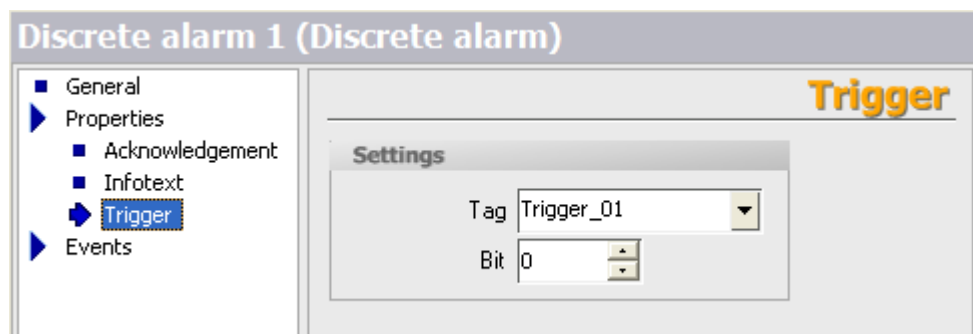 Discrete alarm 1 (Discrete alarm)
General
Properties
Acknowledgement
Infotext
Trigger
Events
Trigger
Settings
Tag Trigger_01
Bit 0